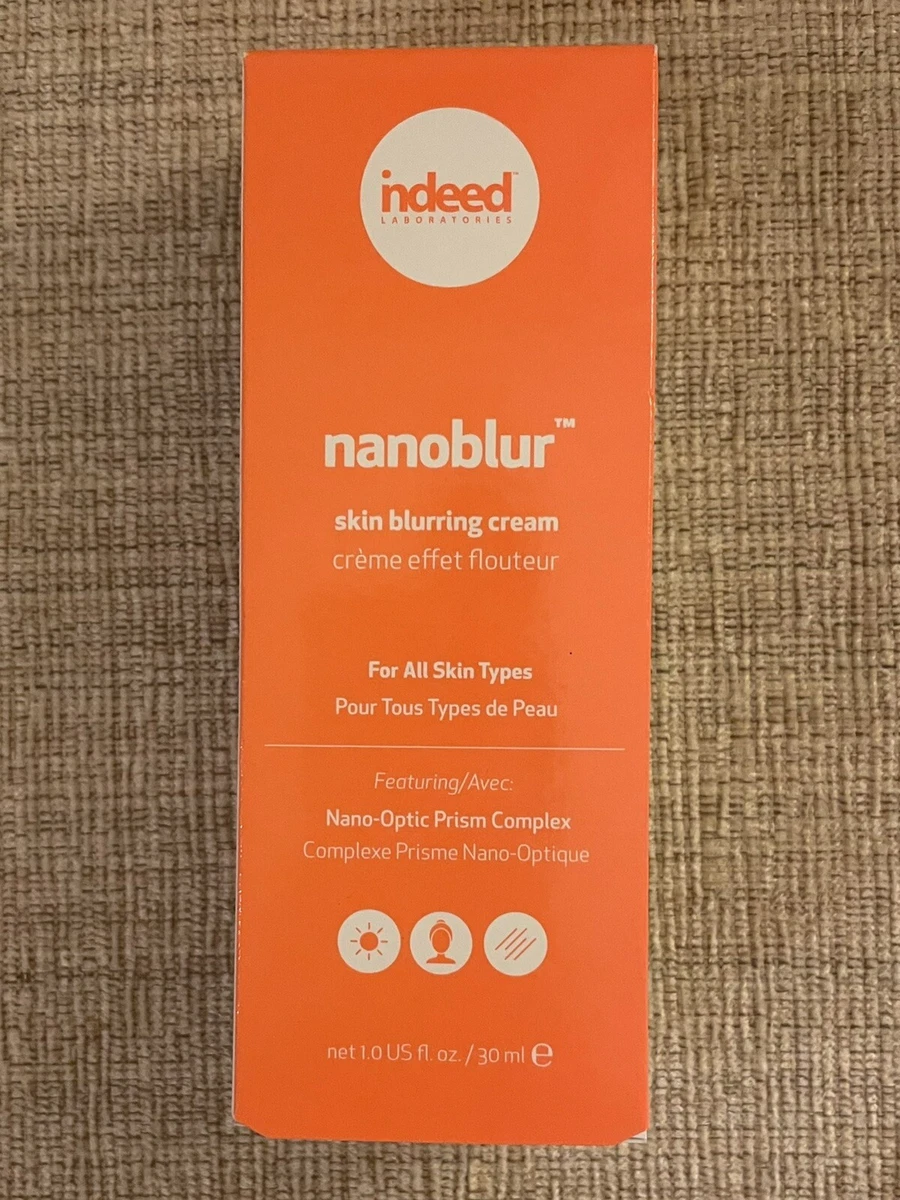 indeed™
LABORATORIES
nanoblur™
skin blurring cream
crème effet flouteur
For All Skin Types
Pour Tous Types de Peau
Featuring/Avec:
Nano-Optic Prism Complex
Complexe Prisme Nano-Optique
net 1.0 US fl. oz. / 30 ml ℮